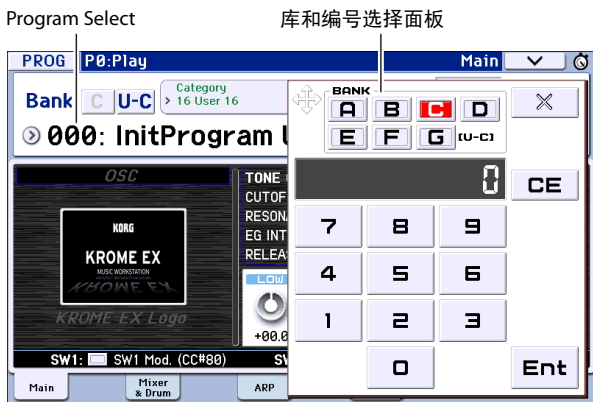 Program Select
库和编号选择面板
PROG P0:Play Main
Bank C U-C
Category
16 User 16
000: InitProgram
BANK
A B C D
E F G [U-C]
0
CE
7 8 9
4 5 6
1 2 3
0 Ent
OSC
KORG
KROME EX
MUSIC WORKSTATION
KROME EX
KROME EX Logo
TONE
CUTOF
RESON
EG INT
RELEA
LOW
+00.0
SW1: SW1 Mod. (CC#80)
Main
Mixer
& Drum
ARP